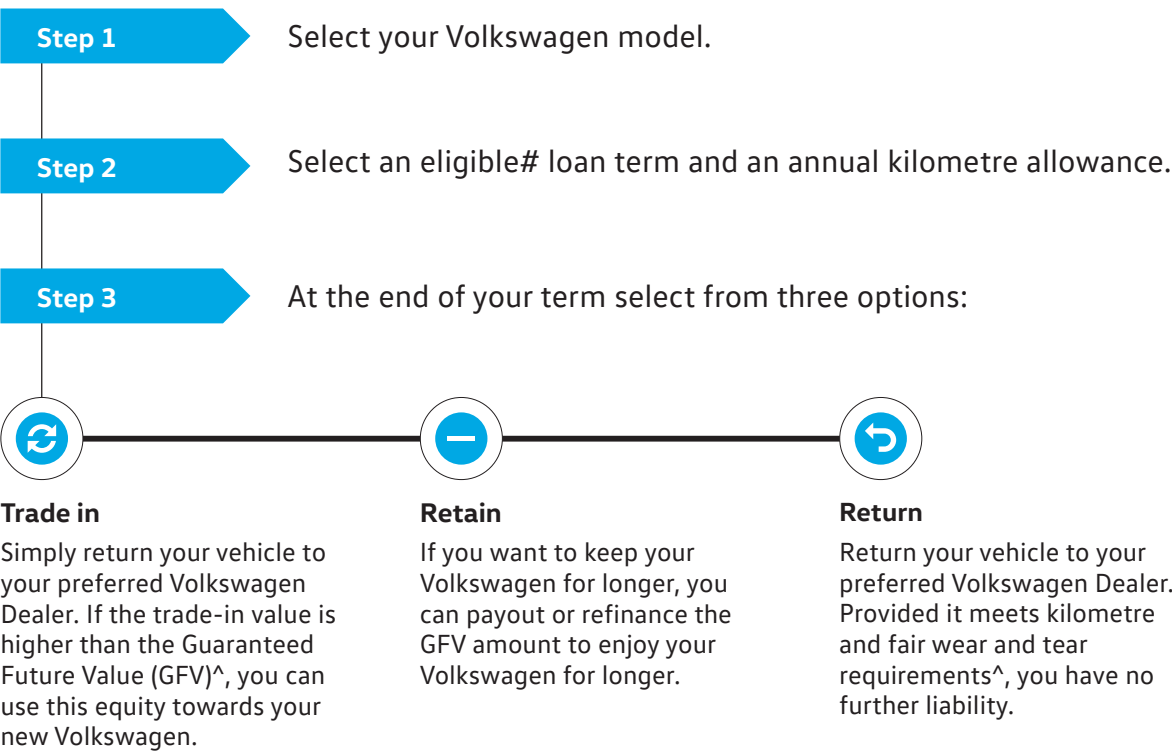 Step 1
Select your Volkswagen model.
Step 2
Select an eligible# loan term and an annual kilometre allowance.
Step 3
At the end of your term select from three options:
Trade in
Simply return your vehicle to
your preferred Volkswagen
Dealer. If the trade-in value is
higher than the Guaranteed
Future Value (GFV)^, you can
use this equity towards your
new Volkswagen.
Retain
If you want to keep your
Volkswagen for longer, you
can payout or refinance the
GFV amount to enjoy your
Volkswagen for longer.
Return
Return your vehicle to your
preferred Volkswagen Dealer.
Provided it meets kilometre
and fair wear and tear
requirements^, you have no
further liability.